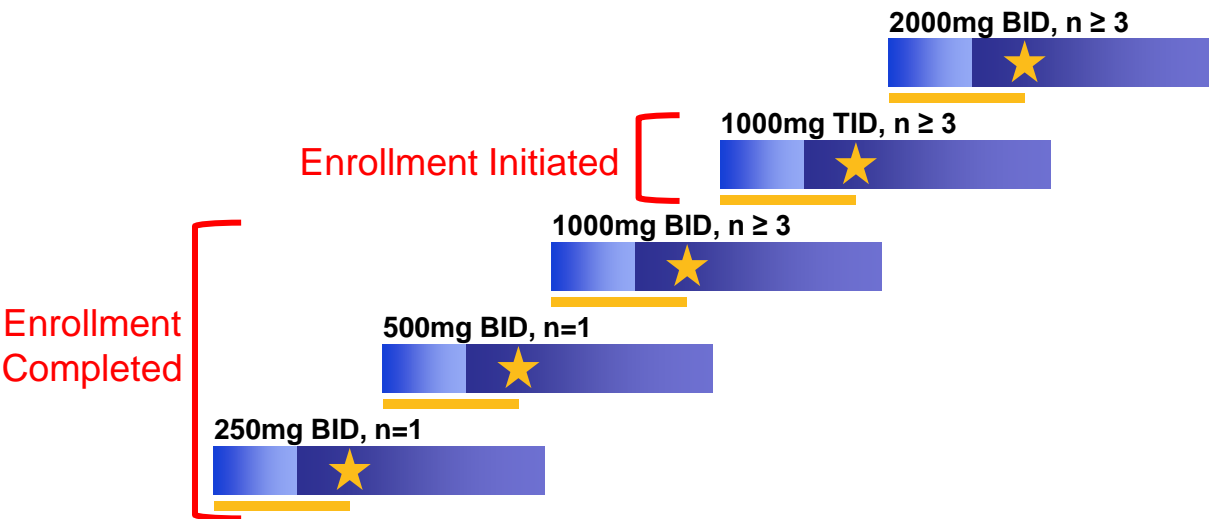 2000mg BID, n ≥ 3
1000mg TID, n ≥ 3
Enrollment Initiated
1000mg BID, n ≥ 3
Enrollment
Completed
500mg BID, n=1
250mg BID, n=1